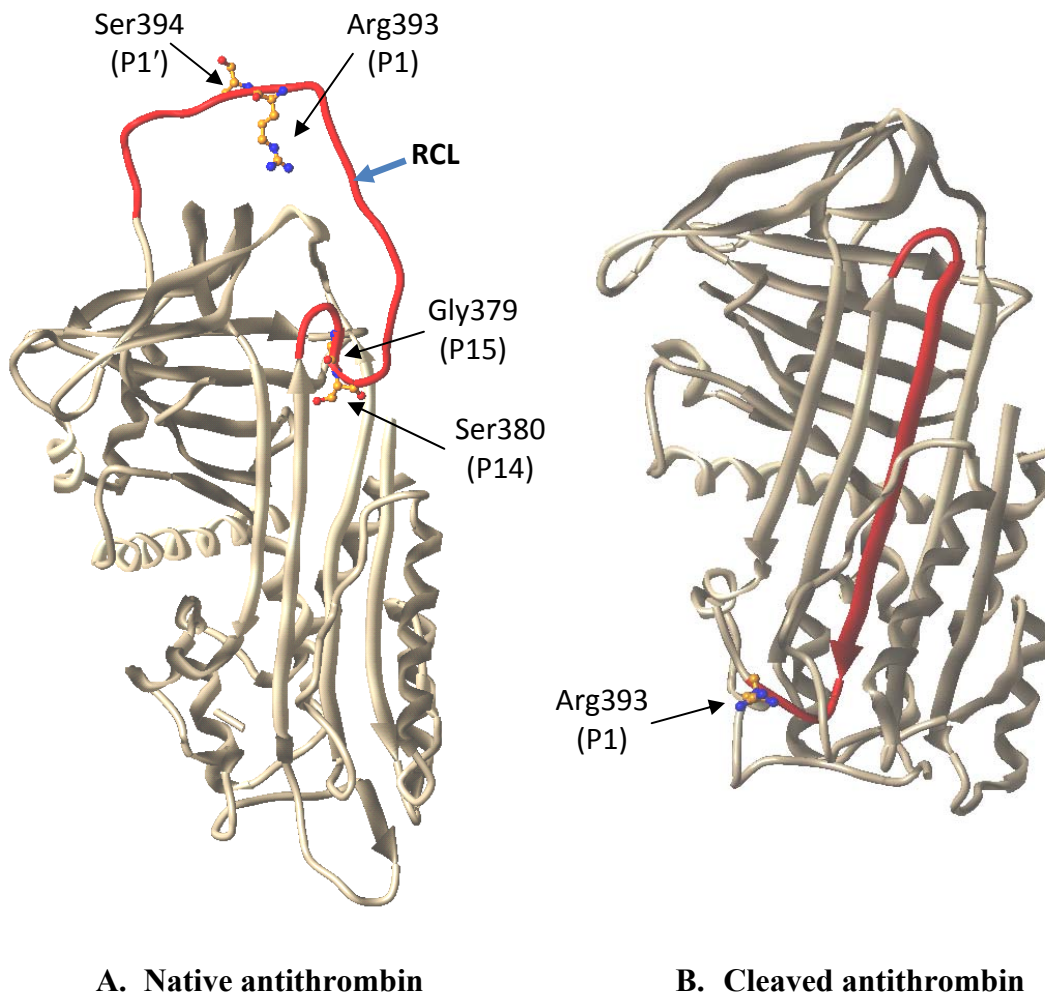 Ser394
(P1′)
Arg393
(P1)
RCL
Gly379
(P15)
Ser380
(P14)
Arg393
(P1)
A. Native antithrombin
B. Cleaved antithrombin